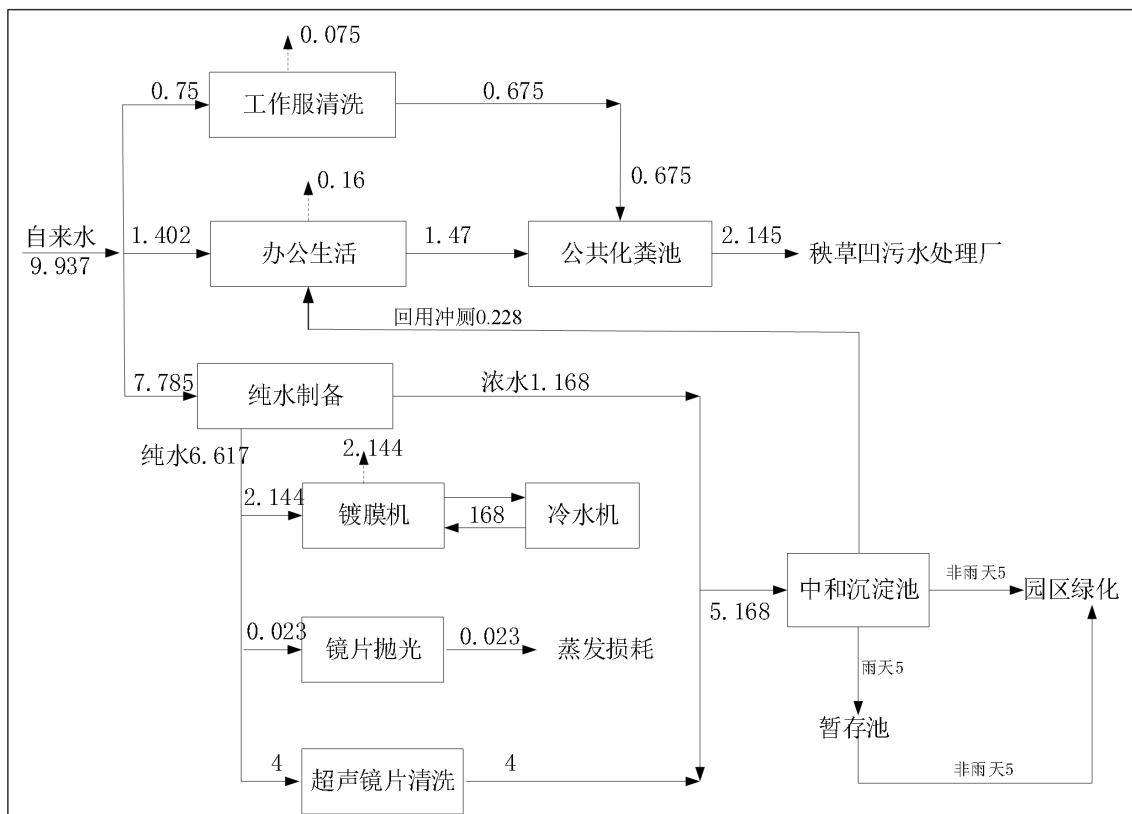 0.075
0.75
工作服清洗
0.675
0.16
0.675
自来水
9.937
1.402
办公生活
1.47
公共化粪池
2.145
秧草凹污水处理厂
回用冲厕0.228
7.785
纯水制备
浓水1.168
纯水6.617
2.144
2.144
镀膜机
168
冷水机
5.168
中和沉淀池
非雨天5
园区绿化
0.023
镜片抛光
0.023
蒸发损耗
雨天5
暂存池
4
超声镜片清洗
4
非雨天5